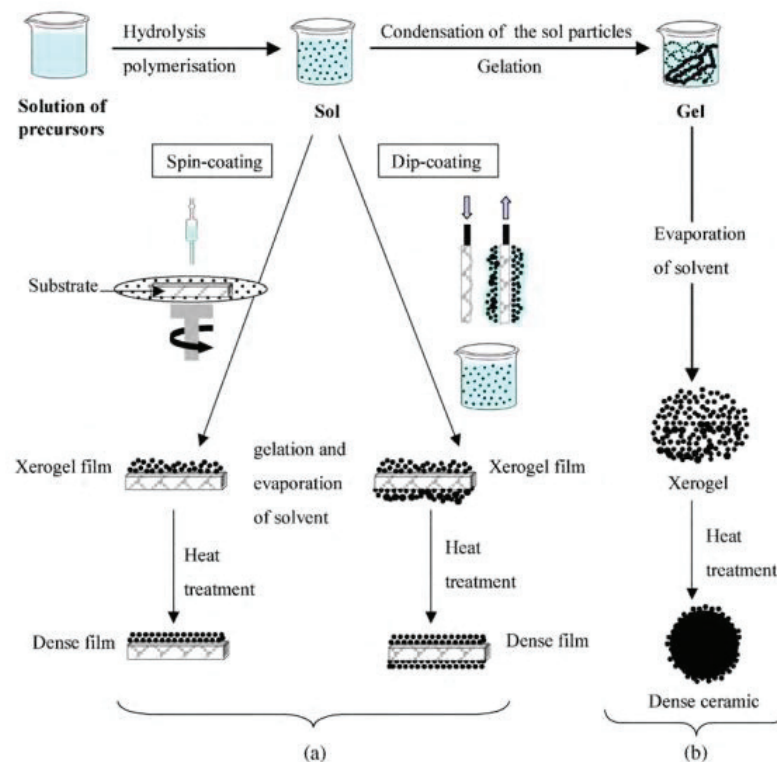 Hydrolysis
polymerisation
Condensation of the sol particles
Gelation
Solution of
precursors
Sol
Gel
Spin-coating
Dip-coating
Substrate
Evaporation
of solvent
Xerogel film
gelation and
evaporation
of solvent
Xerogel film
Xerogel
Heat
treatment
Heat
treatment
Heat
treatment
Dense film
Dense film
Dense ceramic
(a)
(b)